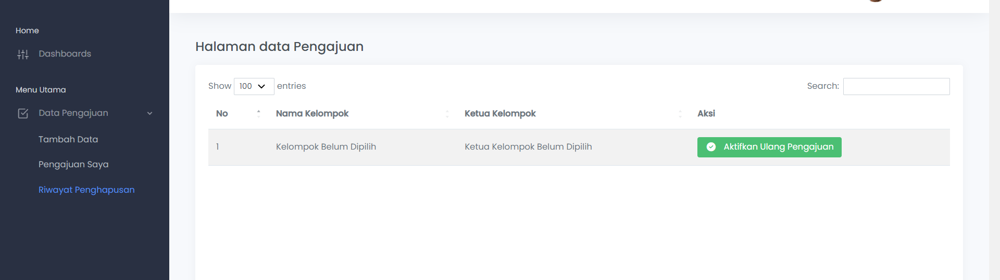 Home
Dashboards
Menu Utama
Data Pengajuan
Tambah Data
Pengajuan Saya
Riwayat Penghapusan
Halaman data Pengajuan
Show 100 entries
Search:
No Nama Kelompok Ketua Kelompok Aksi
1 Kelompok Belum Dipilih Ketua Kelompok Belum Dipilih Aktifkan Ulang Pengajuan